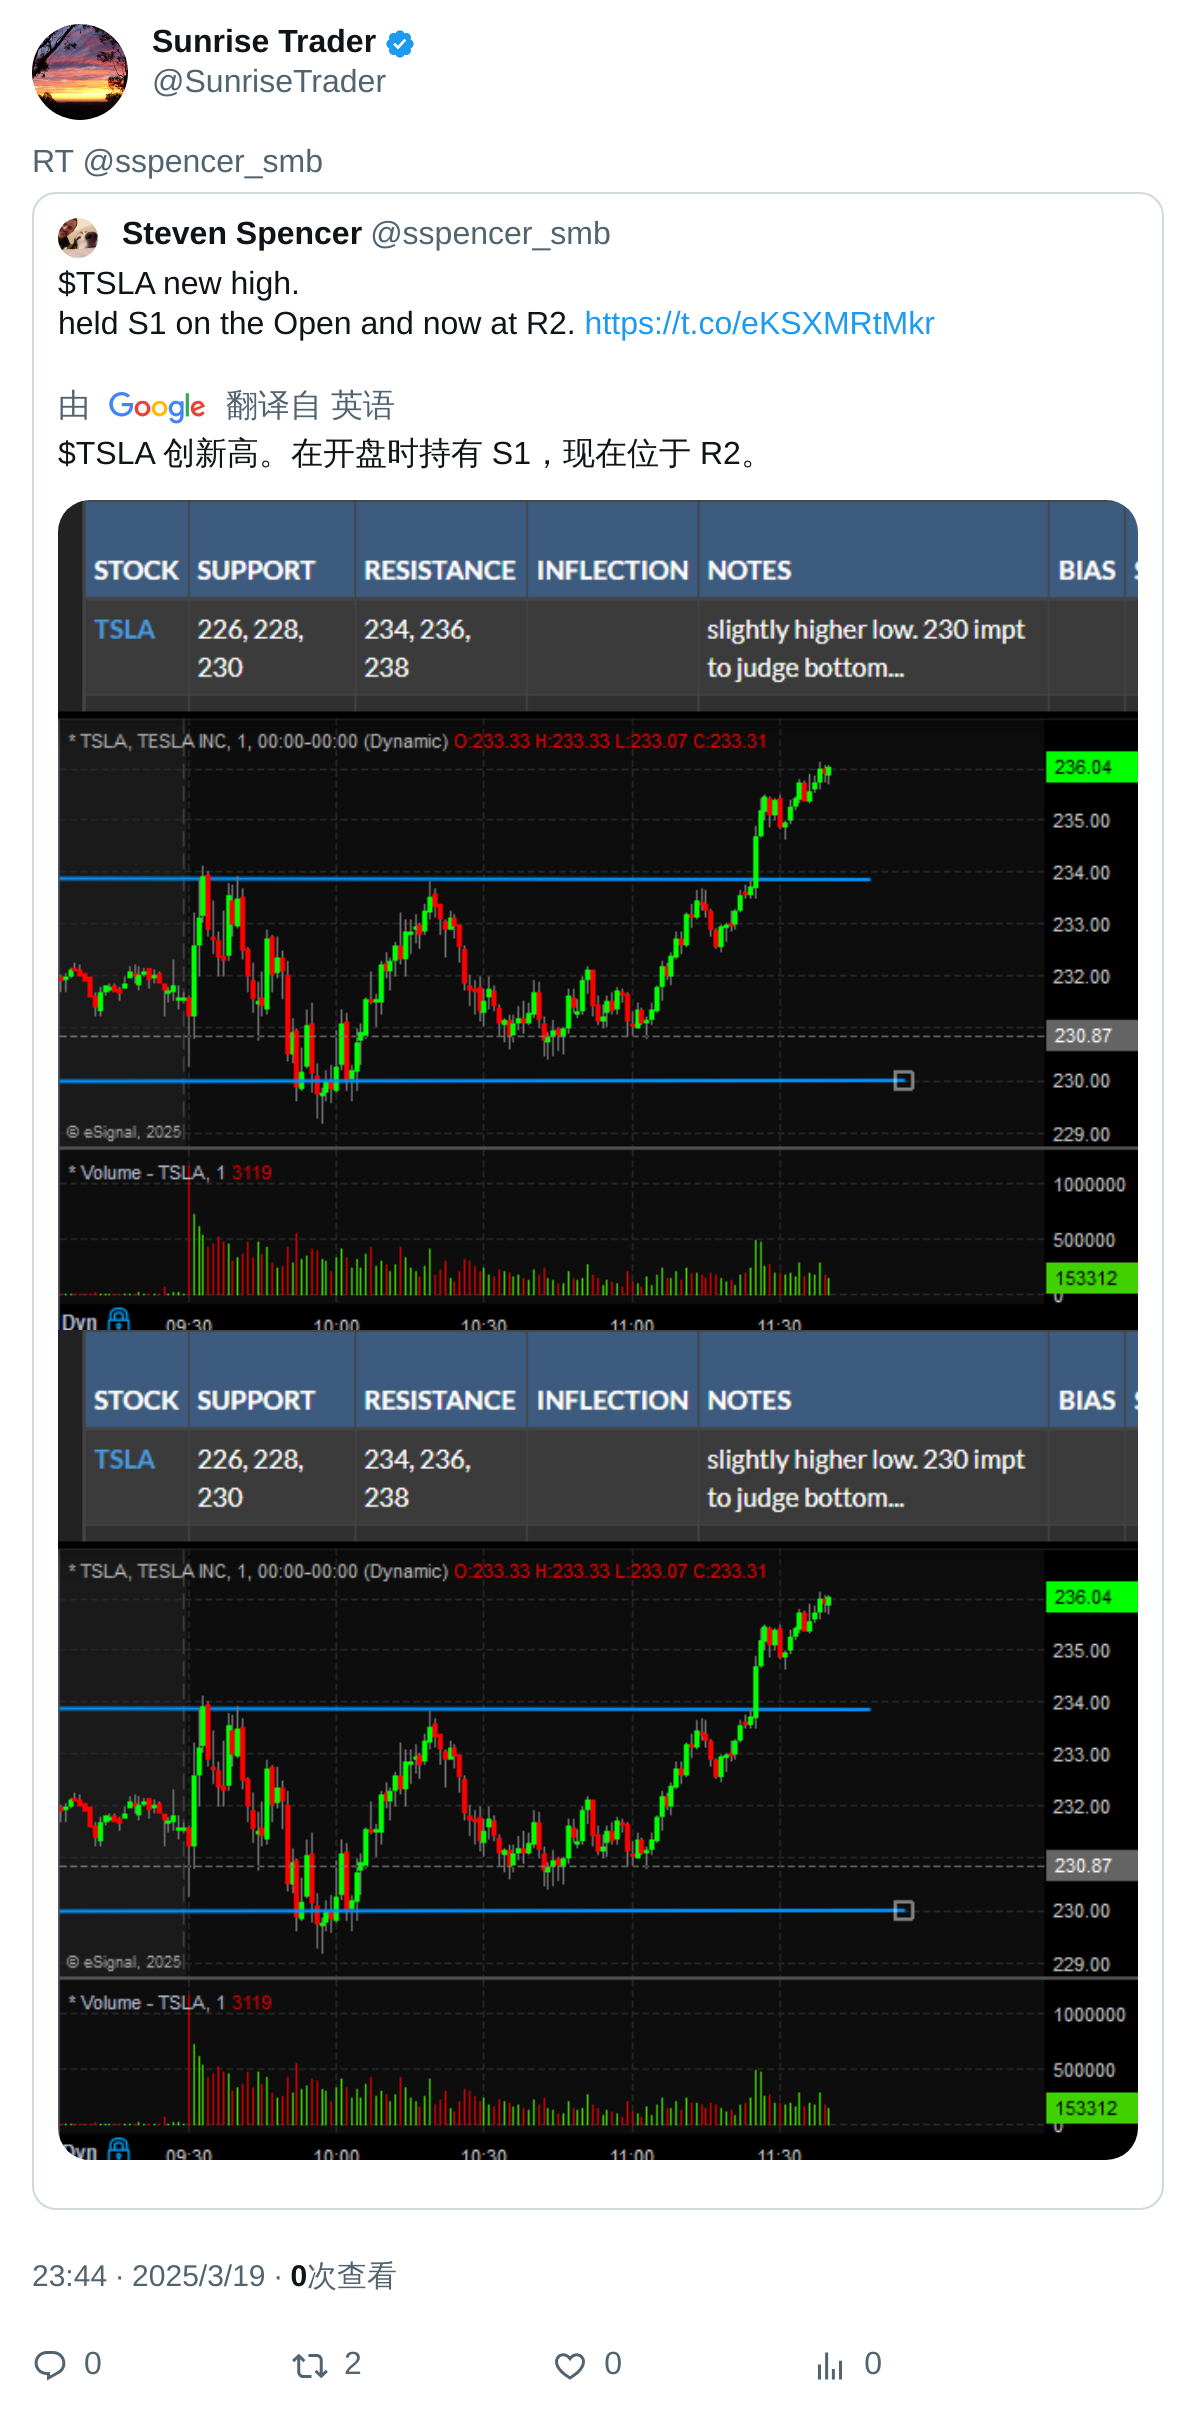 Sunrise Trader
@SunriseTrader
RT @sspencer_smb
Steven Spencer @sspencer_smb
$TSLA new high.
held S1 on the Open and now at R2. https://t.co/eKSXMRtMkr
由 Google 翻译自 英语
$TSLA 创新高。在开盘时持有 S1，现在位于 R2。
STOCK SUPPORT RESISTANCE INFLECTION NOTES BIAS
TSLA 226, 228, 234, 236, slightly higher low. 230 impt
230 238 to judge bottom...
* TSLA, TESLA INC, 1, 00:00-00:00 (Dynamic) O:233.33 H:233.33 L:233.07 C:233.31
236.04
235.00
234.00
233.00
232.00
230.87
230.00
© eSignal, 2025
229.00
* Volume - TSLA, 1 3119
1000000
500000
153312
0
Dyn 09:30 10:00 10:30 11:00 11:30
STOCK SUPPORT RESISTANCE INFLECTION NOTES BIAS
TSLA 226, 228, 234, 236, slightly higher low. 230 impt
230 238 to judge bottom...
* TSLA, TESLA INC, 1, 00:00-00:00 (Dynamic) O:233.33 H:233.33 L:233.07 C:233.31
236.04
235.00
234.00
233.00
232.00
230.87
230.00
© eSignal, 2025
229.00
* Volume - TSLA, 1 3119
1000000
500000
153312
0
Dyn 09:30 10:00 10:30 11:00 11:30
23:44 · 2025/3/19 · 0次查看
0 2 0 0